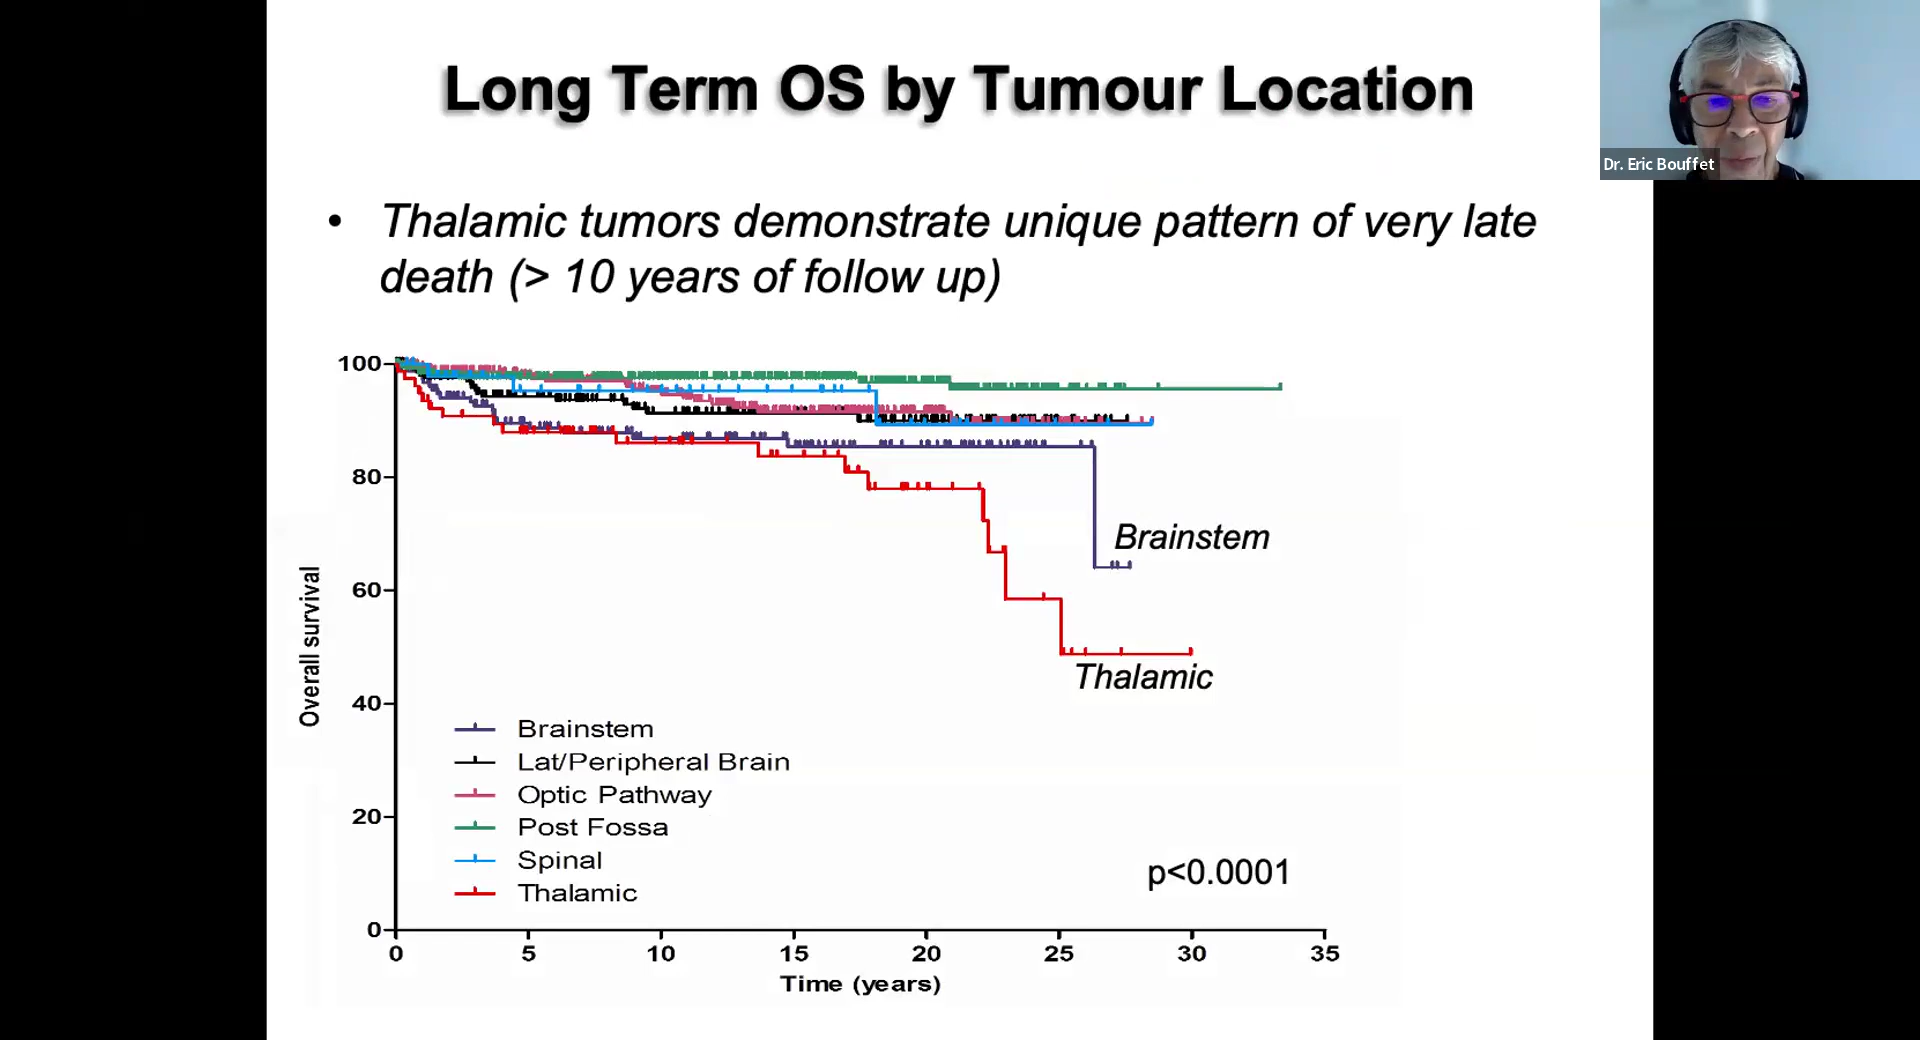 Long Term OS by Tumour Location
Dr. Eric Bouffet
• Thalamic tumors demonstrate unique pattern of very late
death (> 10 years of follow up)
100
80
60
40
20
0
Overall survival
Brainstem
Thalamic
Brainstem
Lat/Peripheral Brain
Optic Pathway
Post Fossa
Spinal
Thalamic
p<0.0001
0 5 10 15 20 25 30 35
Time (years)